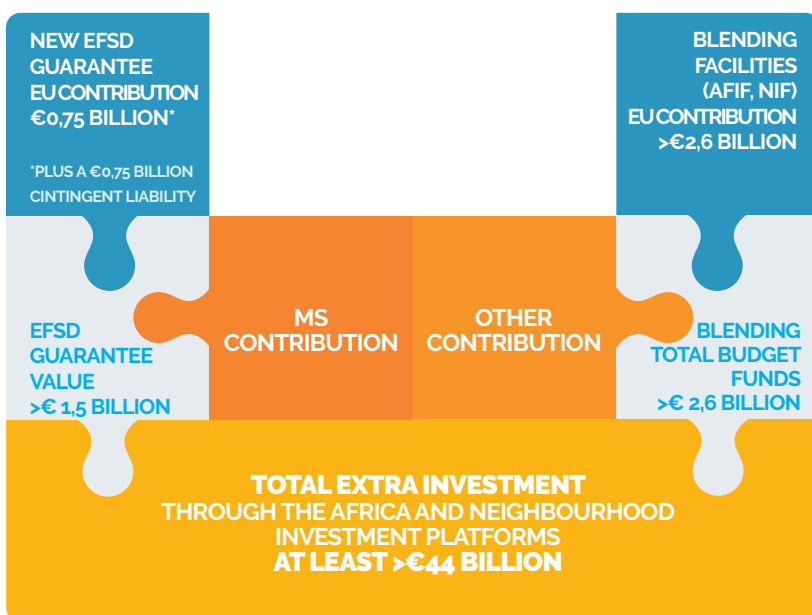 NEW EFSD
GUARANTEE
EU CONTRIBUTION
€0,75 BILLION*
*PLUS A €0,75 BILLION
CINTINGENT LIABILITY
BLENDING
FACILITIES
(AFIF, NIF)
EU CONTRIBUTION
>€2,6 BILLION
EFSD
GUARANTEE
VALUE
>€ 1,5 BILLION
MS
CONTRIBUTION
OTHER
CONTRIBUTION
BLENDING
TOTAL BUDGET
FUNDS
>€ 2,6 BILLION
TOTAL EXTRA INVESTMENT
THROUGH THE AFRICA AND NEIGHBOURHOOD
INVESTMENT PLATFORMS
AT LEAST >€44 BILLION